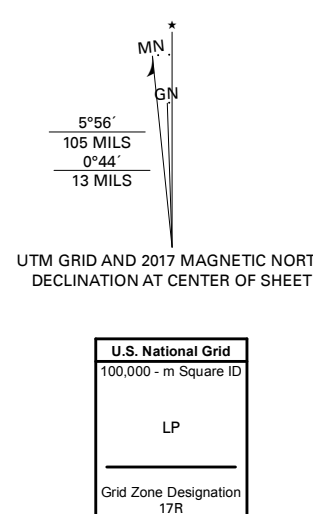 ★
MN
GN
5°56´
105 MILS
0°44´
13 MILS
UTM GRID AND 2017 MAGNETIC NORT
DECLINATION AT CENTER OF SHEET
U.S. National Grid
100,000 - m Square ID
LP
Grid Zone Designation
17R